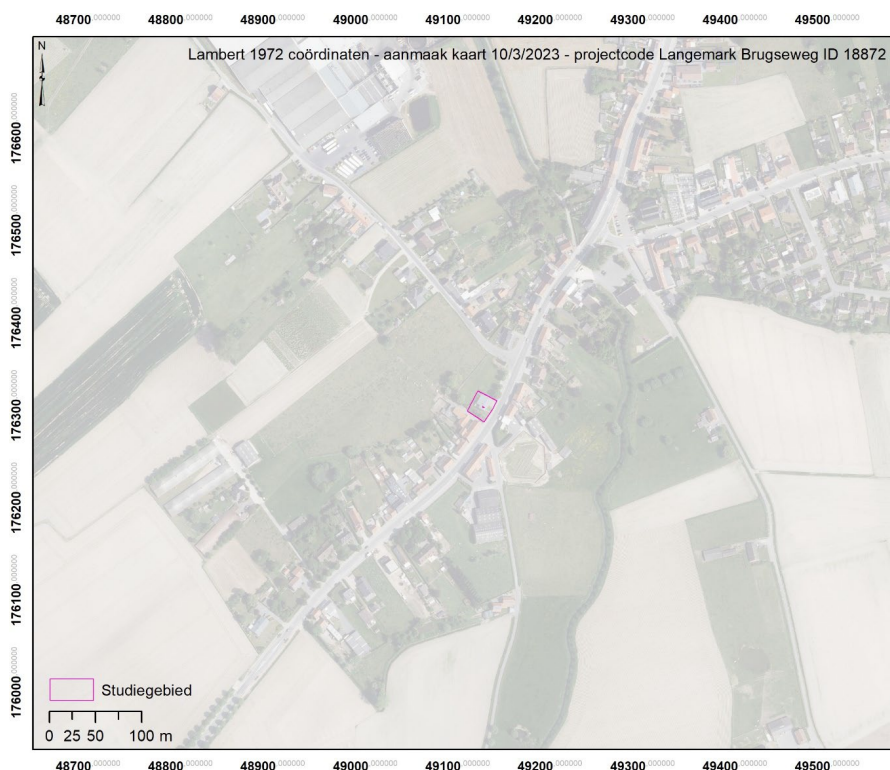 48700.000000 48800.000000 48900.000000 49000.000000 49100.000000 49200.000000 49300.000000 49400.000000 49500.000000
N
Lambert 1972 coördinaten - aanmaak kaart 10/3/2023 - projectcode Langemark Brugseweg ID 18872
176600.000000
176500.000000
176400.000000
176300.000000
176200.000000
176100.000000
176000.000000
Studiegebied
0 25 50 100 m
48700.000000 48800.000000 48900.000000 49000.000000 49100.000000 49200.000000 49300.000000 49400.000000 49500.000000